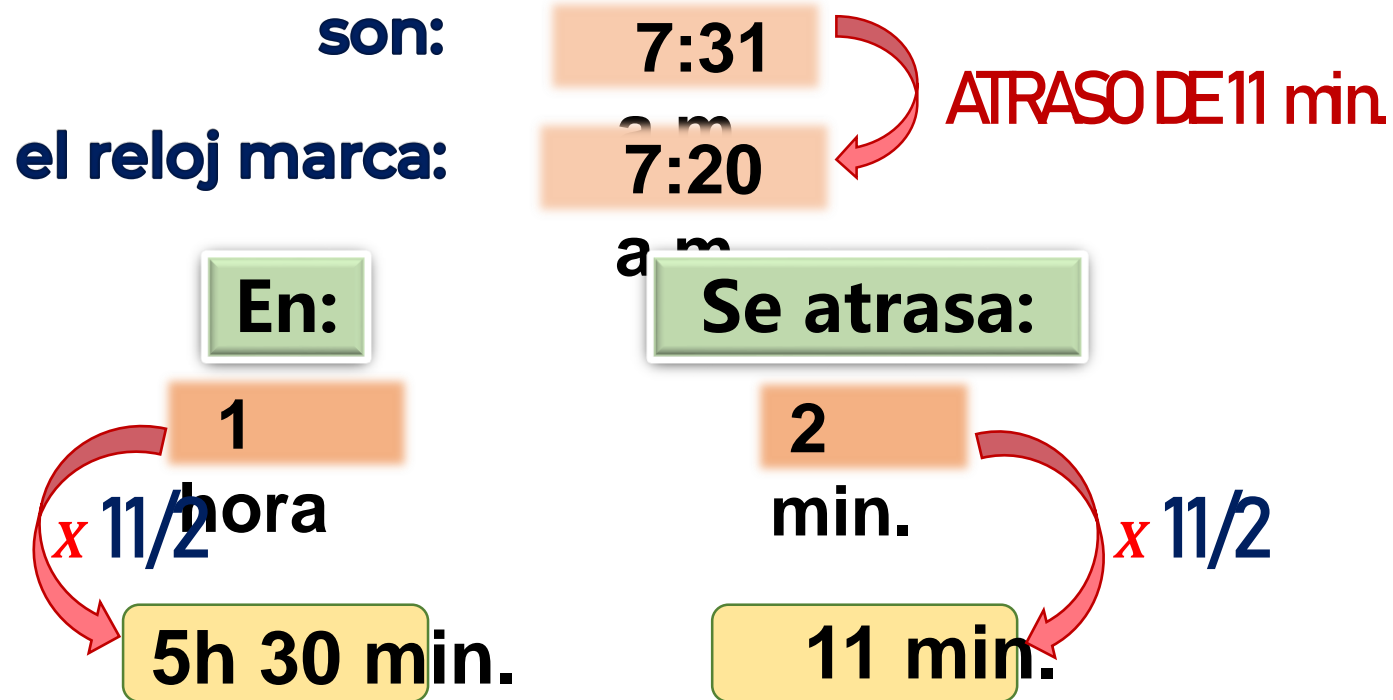 son: 7:31
a.m
ATRASO DE 11 min.
el reloj marca: 7:20
a.m
En: Se atrasa:
1
hora
2
min.
x 11/2
x 11/2
5h 30 min. 11 min.